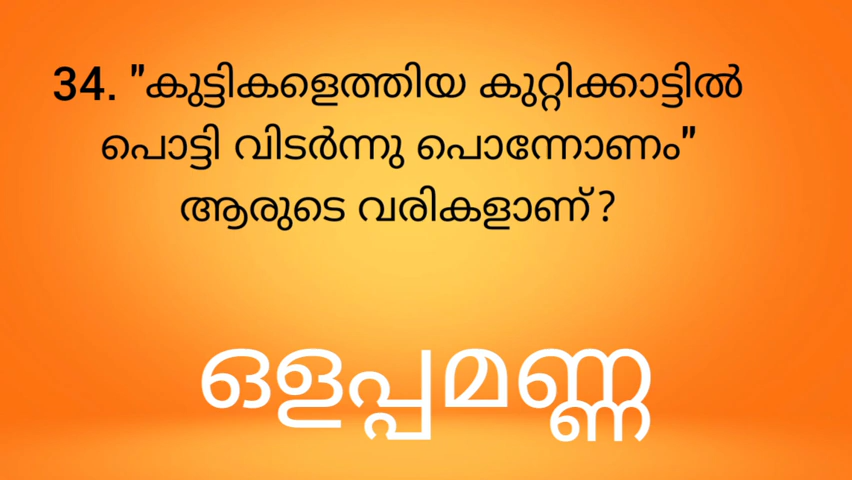 34. "കുട്ടികളെത്തിയ കുറ്റിക്കാട്ടിൽ
പൊട്ടി വിടർന്നു പൊന്നോണം"
ആരുടെ വരികളാണ്?
ഒളപ്പമണ്ണ